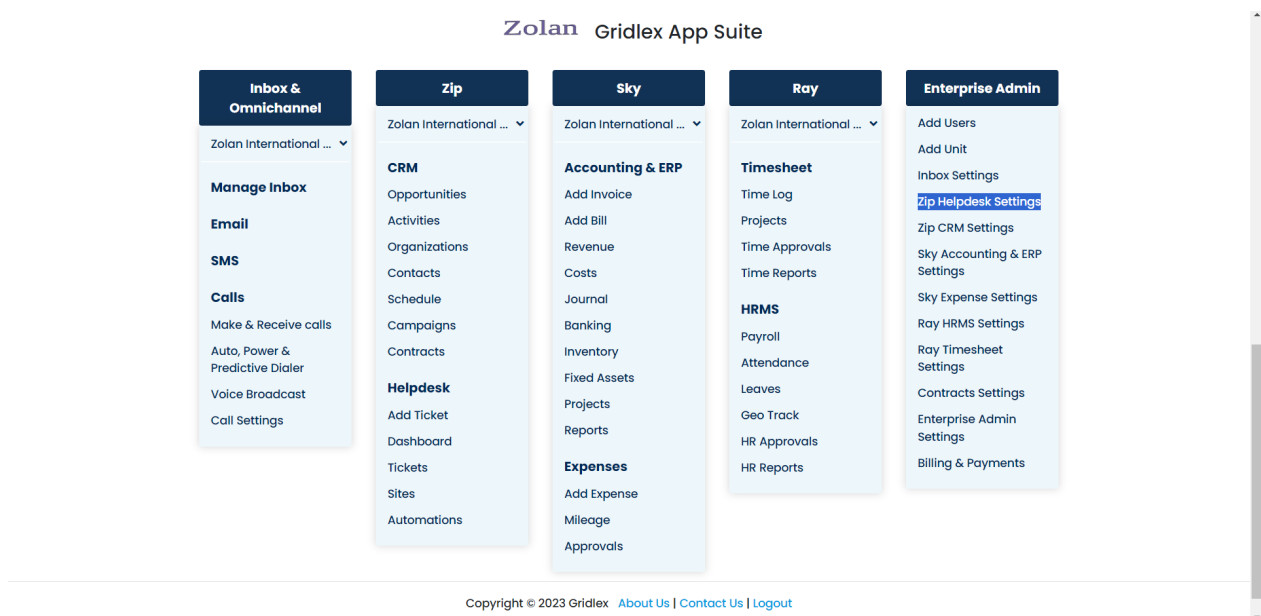 Zolan Gridlex App Suite
Inbox &
Omnichannel
Zolan International ...
Manage Inbox
Email
SMS
Calls
Make & Receive calls
Auto, Power &
Predictive Dialer
Voice Broadcast
Call Settings
Zip
Zolan International ...
CRM
Opportunities
Activities
Organizations
Contacts
Schedule
Campaigns
Contracts
Helpdesk
Add Ticket
Dashboard
Tickets
Sites
Automations
Sky
Zolan International ...
Accounting & ERP
Add Invoice
Add Bill
Revenue
Costs
Journal
Banking
Inventory
Fixed Assets
Projects
Reports
Expenses
Add Expense
Mileage
Approvals
Ray
Zolan International ...
Timesheet
Time Log
Projects
Time Approvals
Time Reports
HRMS
Payroll
Attendance
Leaves
Geo Track
HR Approvals
HR Reports
Enterprise Admin
Add Users
Add Unit
Inbox Settings
Zip Helpdesk Settings
Zip CRM Settings
Sky Accounting & ERP
Settings
Sky Expense Settings
Ray HRMS Settings
Ray Timesheet
Settings
Contracts Settings
Enterprise Admin
Settings
Billing & Payments
Copyright © 2023 Gridlex About Us | Contact Us | Logout